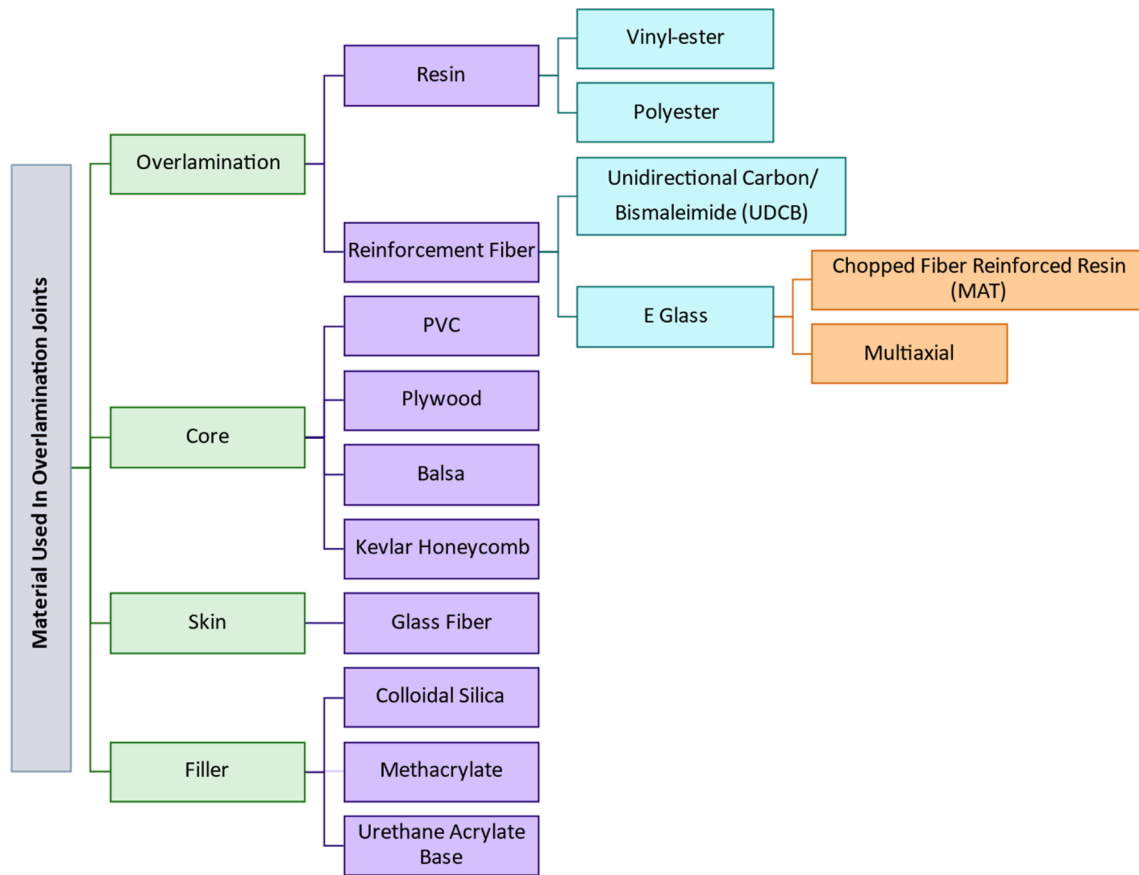 Material Used In Overlamination Joints
Overlamination
Resin
Vinyl-ester
Polyester
Reinforcement Fiber
Unidirectional Carbon/
Bismaleimide (UDCB)
E Glass
Chopped Fiber Reinforced Resin
(MAT)
Multiaxial
Core
PVC
Plywood
Balsa
Kevlar Honeycomb
Skin
Glass Fiber
Filler
Colloidal Silica
Methacrylate
Urethane Acrylate
Base